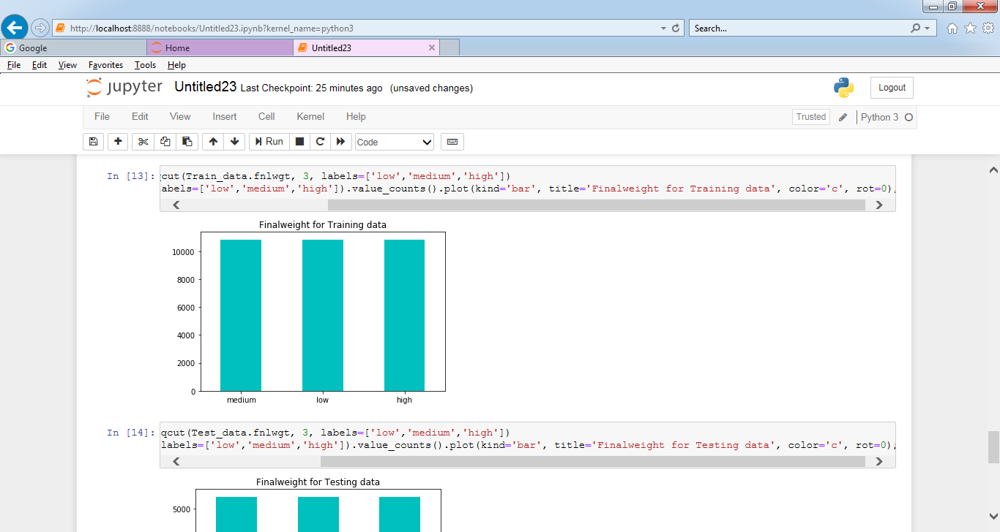 http://localhost:8888/notebooks/Untitled23.ipynb?kernel_name=python3
Search...
Google
Home
Untitled23
File Edit View Favorites Tools Help
jupyter Untitled23 Last Checkpoint: 25 minutes ago (unsaved changes)
Logout
File Edit View Insert Cell Kernel Help
Trusted
Python 3
Run
Code
In [13]:
cut(Train_data.fnlwgt, 3, labels=['low','medium','high'])
abels=['low','medium','high']).value_counts().plot(kind='bar', title='Finalweight for Training data', color='c', rot=0);
Finalweight for Training data
10000
8000
6000
4000
2000
0
medium low high
In [14]:
qcut(Test_data.fnlwgt, 3, labels=['low','medium','high'])
labels=['low','medium','high']).value_counts().plot(kind='bar', title='Finalweight for Testing data', color='c', rot=0);
Finalweight for Testing data
5000